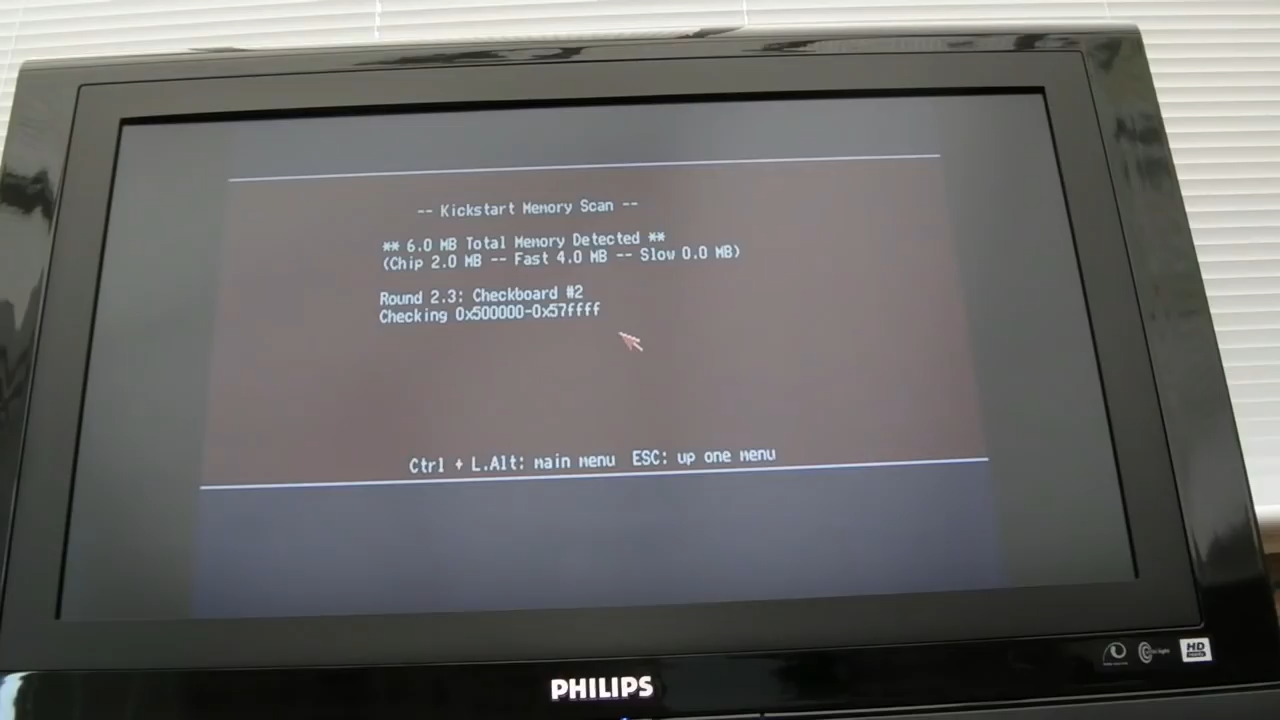 -- Kickstart Memory Scan --
** 6.0 MB Total Memory Detected **
(Chip 2.0 MB -- Fast 4.0 MB -- Slow 0.0 MB)
Round 2.3: Checkboard #2
Checking 0x500000-0x57ffff
Ctrl + L.Alt: main menu ESC: up one menu
HD
PHILIPS